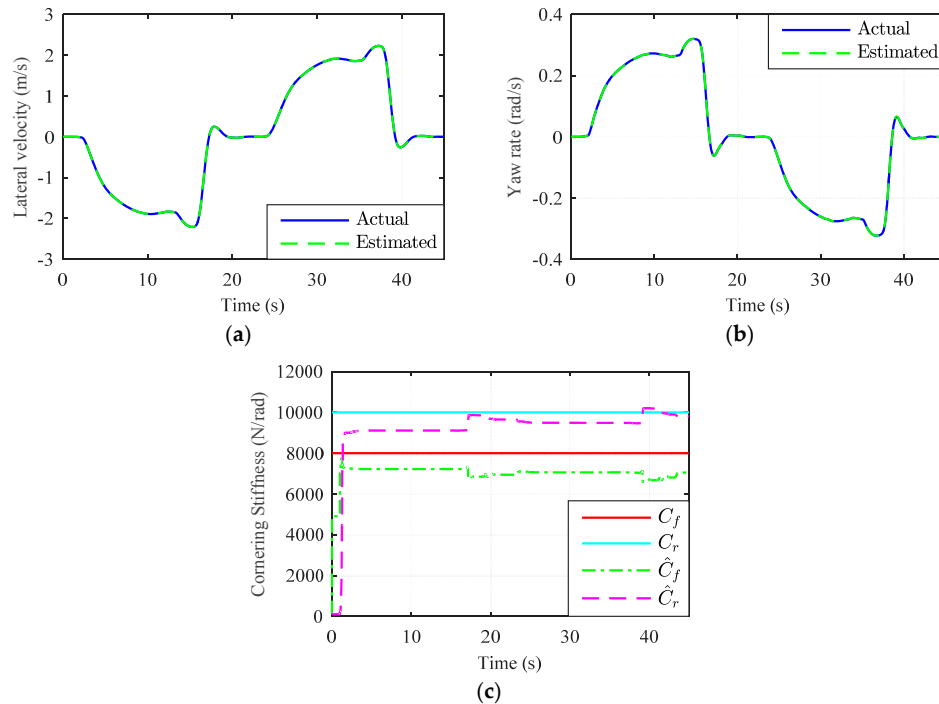 3
2
1
0
-1
-2
-3
Lateral velocity (m/s)
0 10 20 30 40
Time (s)
Actual
Estimated
(a)
0.4
0.2
0
-0.2
-0.4
Yaw rate (rad/s)
0 10 20 30 40
Time (s)
Actual
Estimated
(b)
12000
10000
8000
6000
4000
2000
0
Cornering Stiffness (N/rad)
0 10 20 30 40
Time (s)
C_f
C_r
Ĉ_f
Ĉ_r
(c)